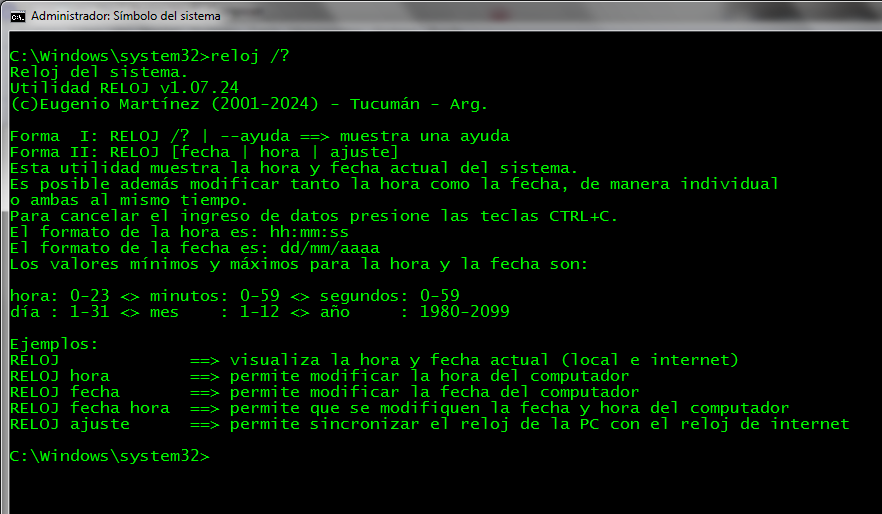 Administrador: Símbolo del sistema
C:\Windows\system32>reloj /?
Reloj del sistema.
Utilidad RELOJ v1.07.24
(c)Eugenio Martínez (2001-2024) - Tucumán - Arg.
Forma  I: RELOJ /? | --ayuda ==> muestra una ayuda
Forma II: RELOJ [fecha | hora | ajuste]
Esta utilidad muestra la hora y fecha actual del sistema.
Es posible además modificar tanto la hora como la fecha, de manera individual
o ambas al mismo tiempo.
Para cancelar el ingreso de datos presione las teclas CTRL+C.
El formato de la hora es: hh:mm:ss
El formato de la fecha es: dd/mm/aaaa
Los valores mínimos y máximos para la hora y la fecha son:
hora: 0-23 <> minutos: 0-59 <> segundos: 0-59
día : 1-31 <> mes    : 1-12 <> año     : 1980-2099
Ejemplos:
RELOJ             ==> visualiza la hora y fecha actual (local e internet)
RELOJ hora        ==> permite modificar la hora del computador
RELOJ fecha       ==> permite modificar la fecha del computador
RELOJ fecha hora  ==> permite que se modifiquen la fecha y hora del computador
RELOJ ajuste      ==> permite sincronizar el reloj de la PC con el reloj de internet
C:\Windows\system32>